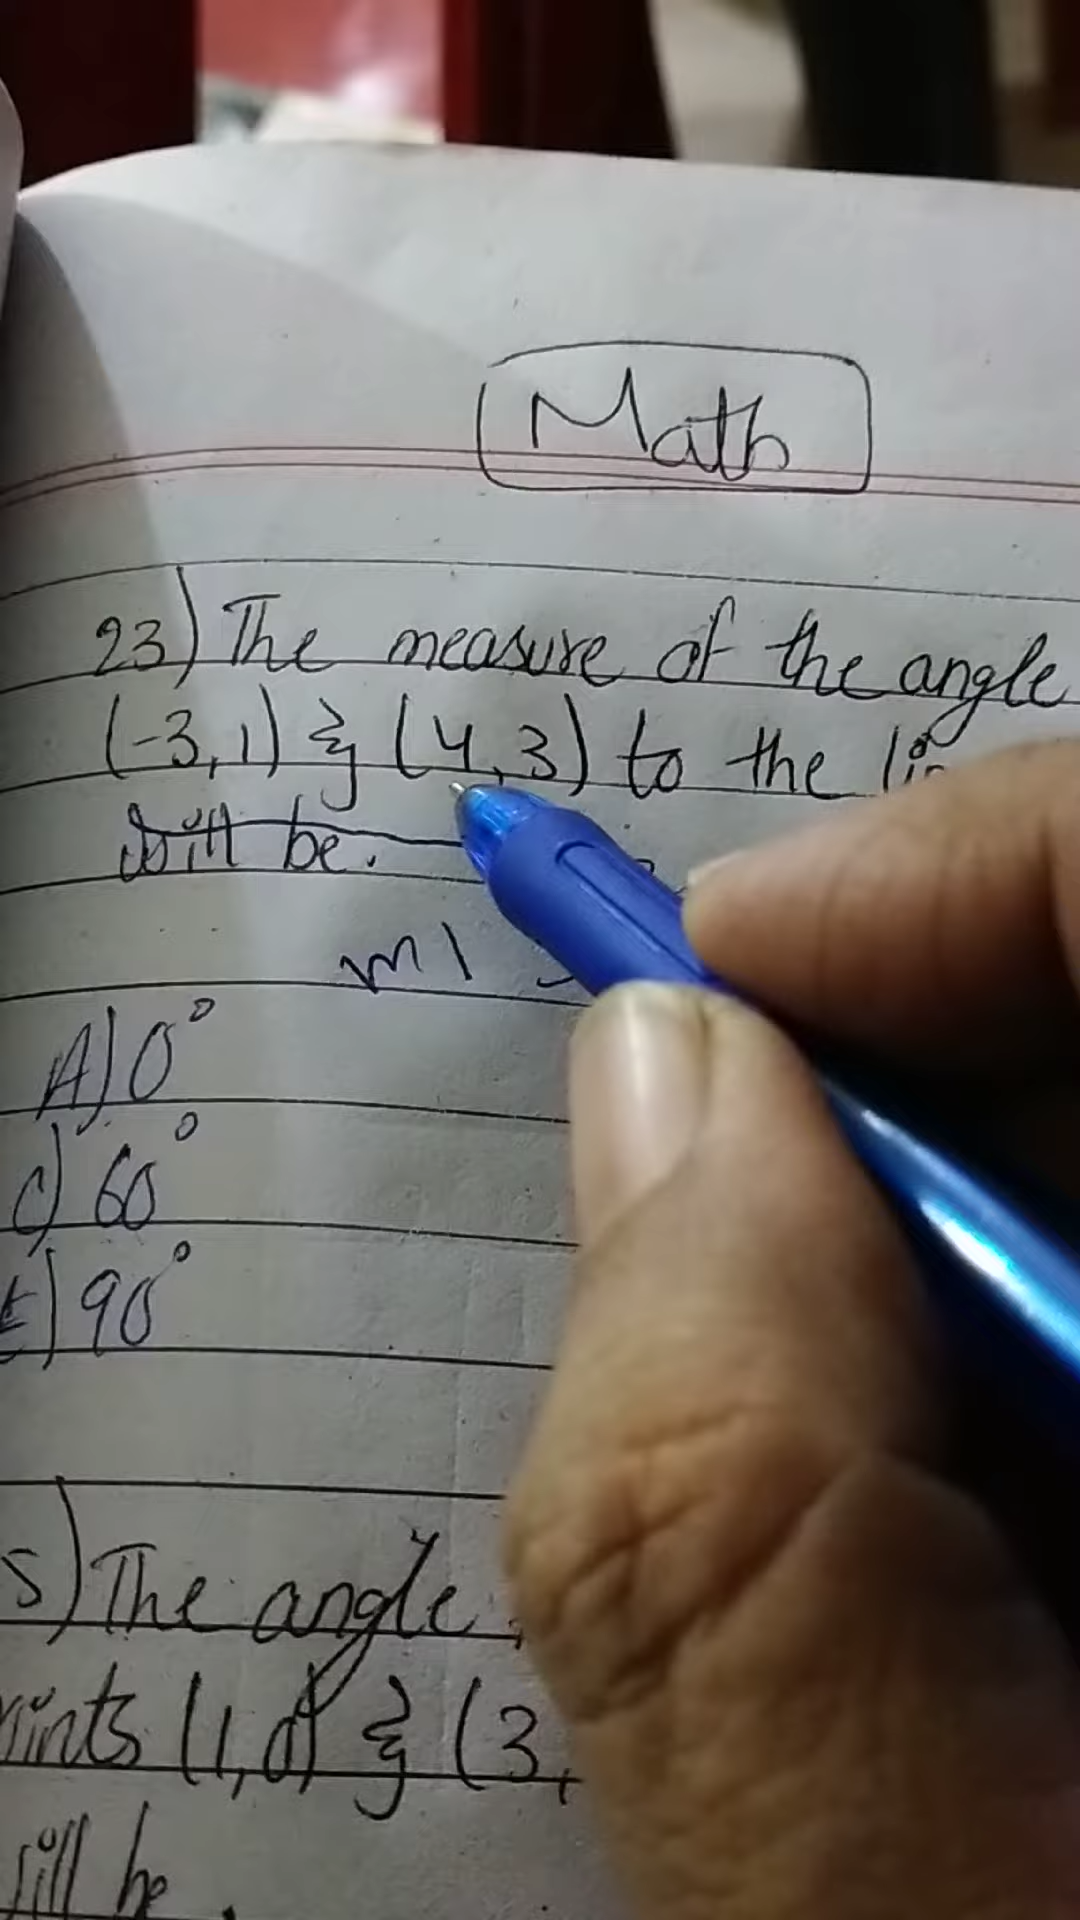 Math
23) The measure of the angle
(-3,1) & (4,3) to the
will be.
m1
A) 0°
C) 60°
E) 90°
5) The angle
(1,0) & (3,
will be.